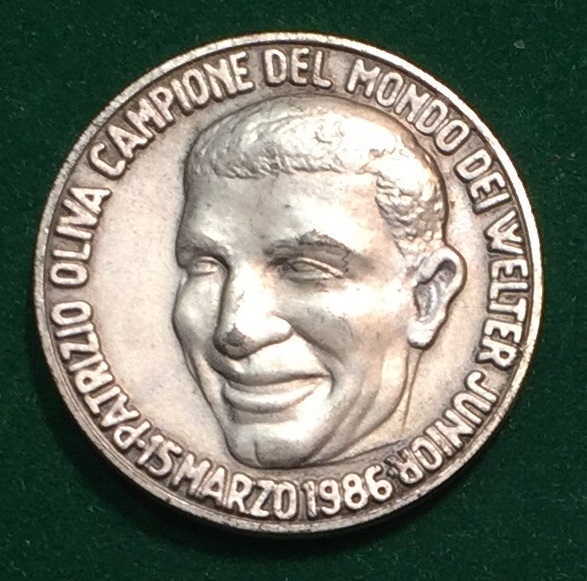 PATRIZIO OLIVA CAMPIONE DEL MONDO DEI WELTER JUNIOR
15 MARZO 1986